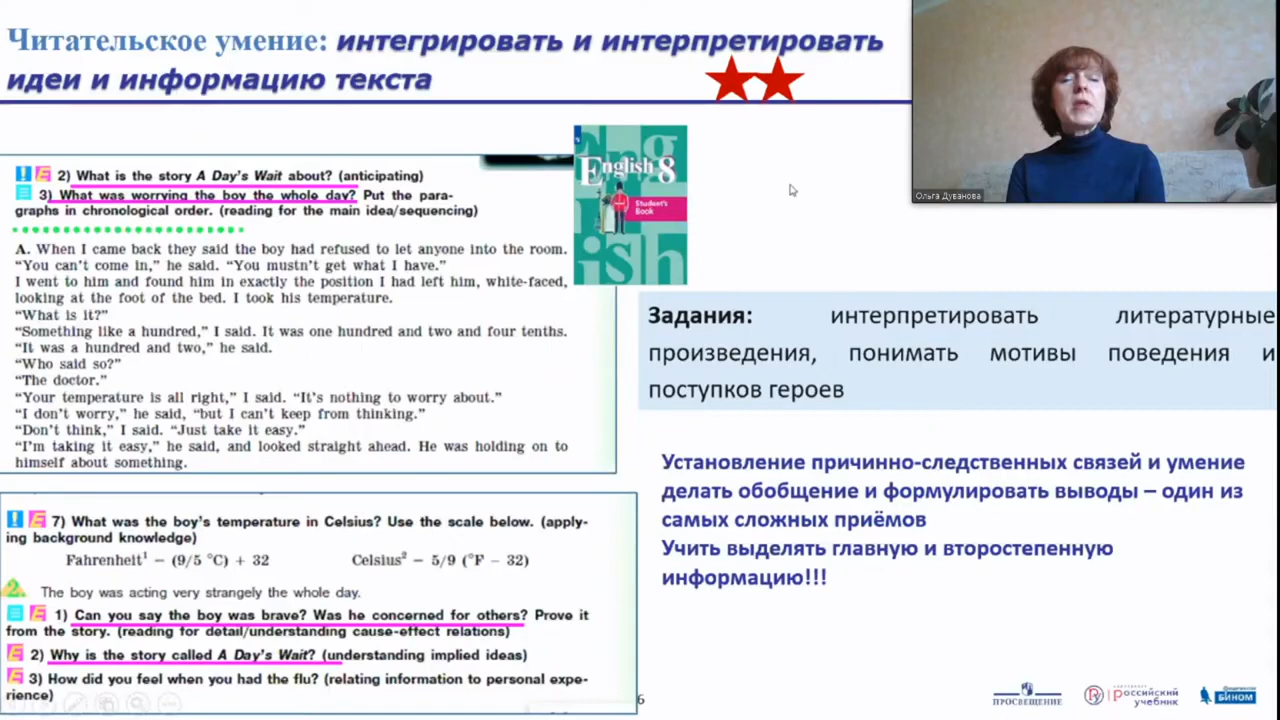 Читательское умение: интегрировать и интерпретировать
идеи и информацию текста
Ольга Дуванова
2) What is the story A Day's Wait about? (anticipating)
3) What was worrying the boy the whole day? Put the para-
graphs in chronological order. (reading for the main idea/sequencing)
A. When I came back they said the boy had refused to let anyone into the room.
“You can't come in,” he said. “You mustn't get what I have.”
I went to him and found him in exactly the position I had left him, white-faced,
looking at the foot of the bed. I took his temperature.
“What is it?”
“Something like a hundred,” I said. It was one hundred and two and four tenths.
“It was a hundred and two,” he said.
“Who said so?”
“The doctor.”
“Your temperature is all right,” I said. “It's nothing to worry about.”
“I don't worry,” he said, “but I can't keep from thinking.”
“Don't think,” I said. “Just take it easy.”
“I'm taking it easy,” he said, and looked straight ahead. He was holding on to
himself about something.
English 8
Student's
Book
Eng
ish
Задания: интерпретировать литературные
произведения, понимать мотивы поведения и
поступков героев
Установление причинно-следственных связей и умение
делать обобщение и формулировать выводы – один из
самых сложных приёмов
Учить выделять главную и второстепенную
информацию!!!
7) What was the boy's temperature in Celsius? Use the scale below. (apply-
ing background knowledge)
Fahrenheit¹ – (9/5 °C) + 32 Celsius² – 5/9 (°F – 32)
2. The boy was acting very strangely the whole day.
1) Can you say the boy was brave? Was he concerned for others? Prove it
from the story. (reading for detail/understanding cause-effect relations)
2) Why is the story called A Day's Wait? (understanding implied ideas)
3) How did you feel when you had the flu? (relating information to personal expe-
rience)
6
ПРОСВЕЩЕНИЕ
российский
учебник
БИНОМ